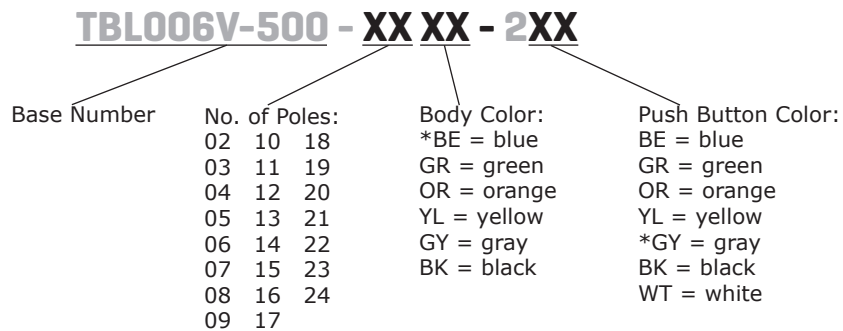 TBL006V-500 - XX XX - 2XX
Base Number
No. of Poles:
02 10 18
03 11 19
04 12 20
05 13 21
06 14 22
07 15 23
08 16 24
09 17
Body Color:
*BE = blue
GR = green
OR = orange
YL = yellow
GY = gray
BK = black
Push Button Color:
BE = blue
GR = green
OR = orange
YL = yellow
*GY = gray
BK = black
WT = white